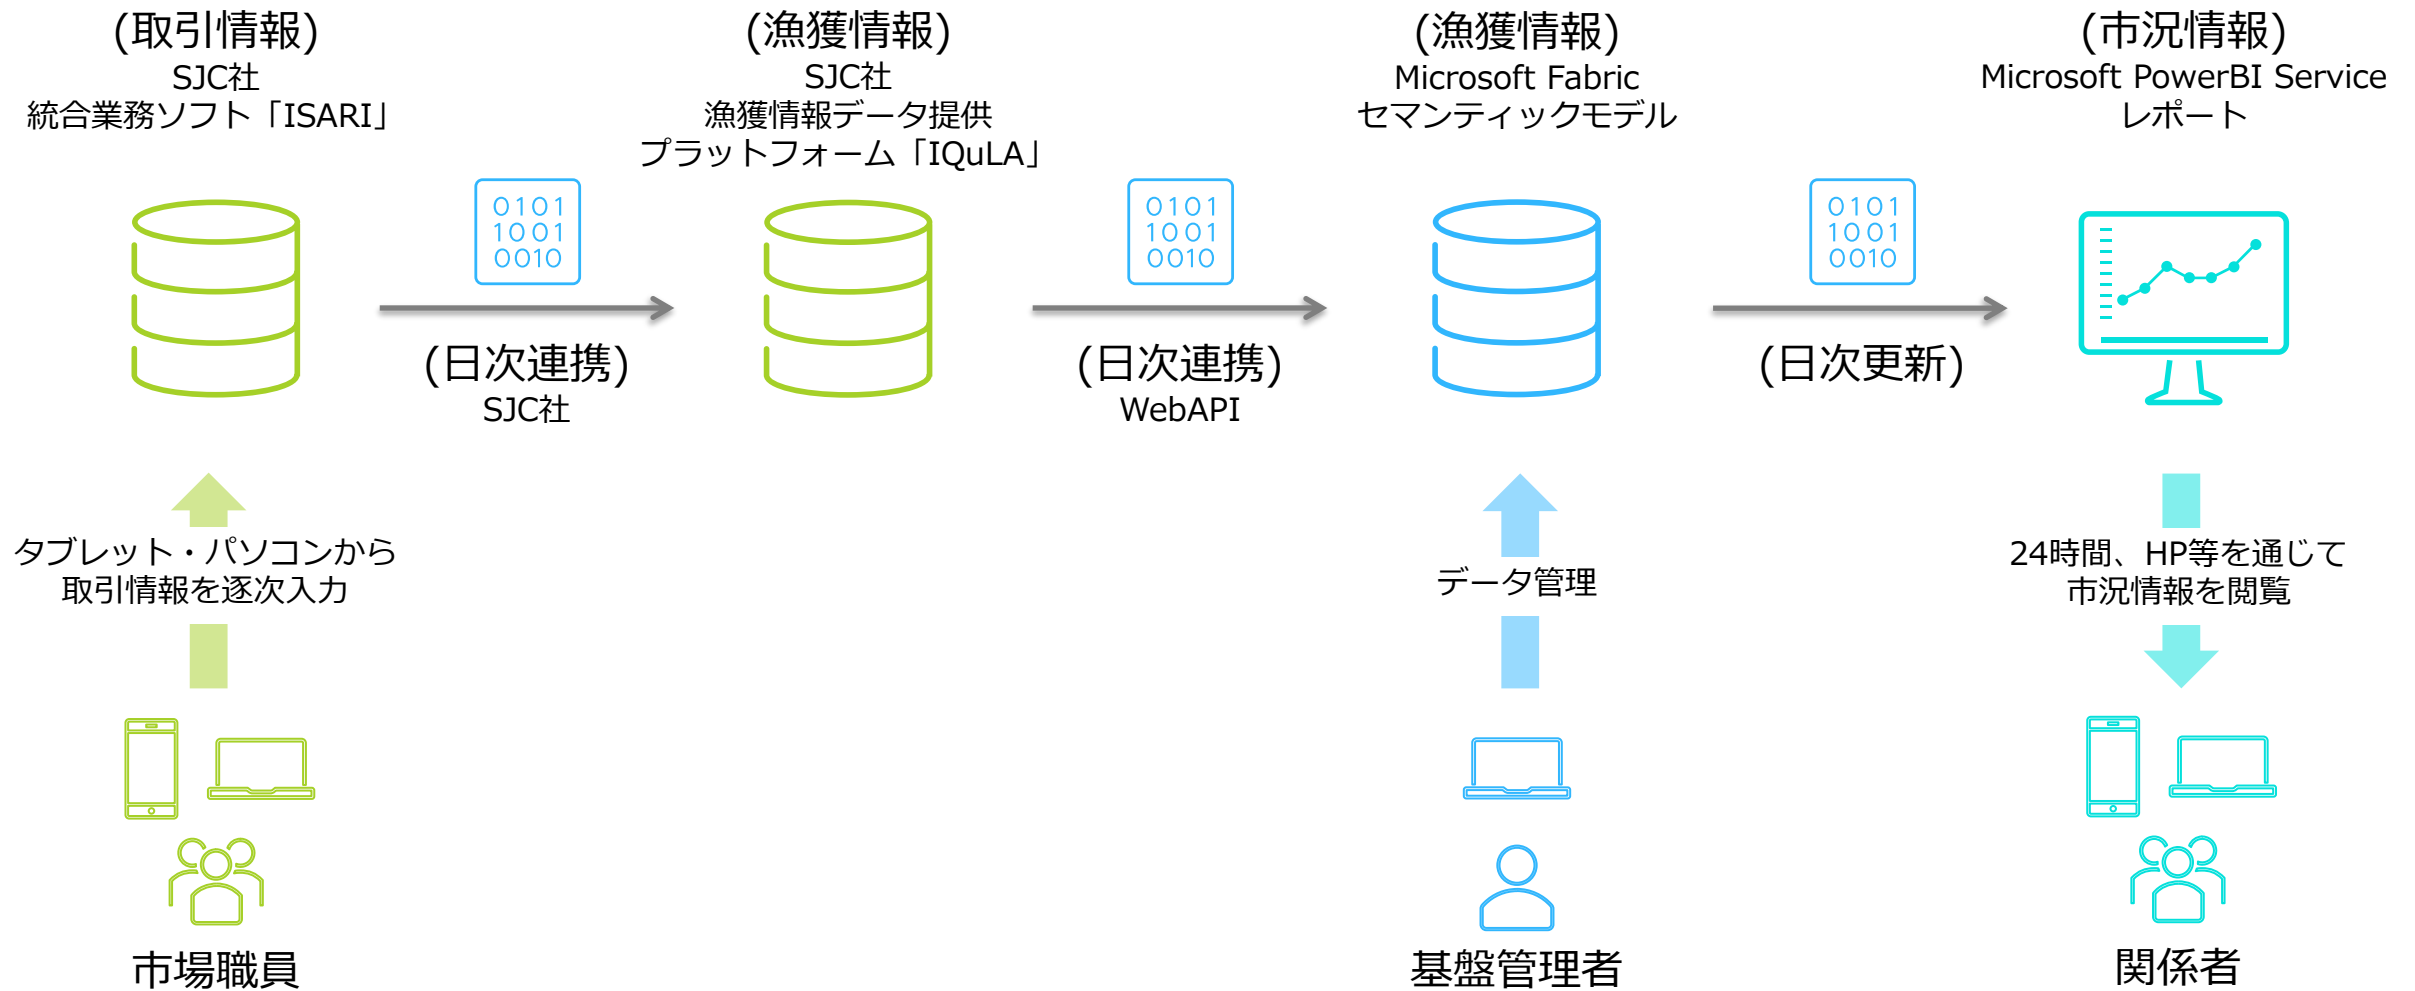 (取引情報)
SJC社
統合業務ソフト「ISARI」
(漁獲情報)
SJC社
漁獲情報データ提供
プラットフォーム「IQuLA」
(漁獲情報)
Microsoft Fabric
セマンティックモデル
(市況情報)
Microsoft PowerBI Service
レポート
0101
1001
0010
(日次連携)
SJC社
0101
1001
0010
(日次連携)
WebAPI
0101
1001
0010
(日次更新)
タブレット・パソコンから
取引情報を逐次入力
データ管理
24時間、HP等を通じて
市況情報を閲覧
市場職員
基盤管理者
関係者